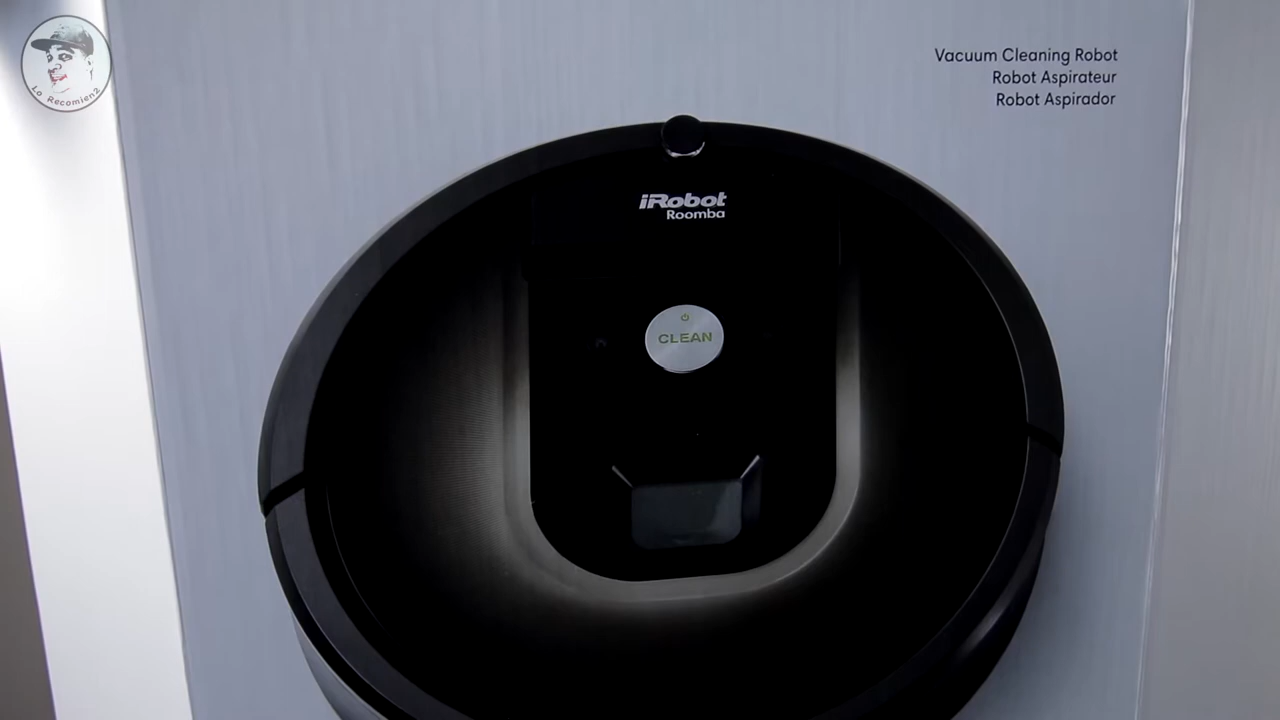 Lo Recomien2
Vacuum Cleaning Robot
Robot Aspirateur
Robot Aspirador
iRobot
Roomba
CLEAN